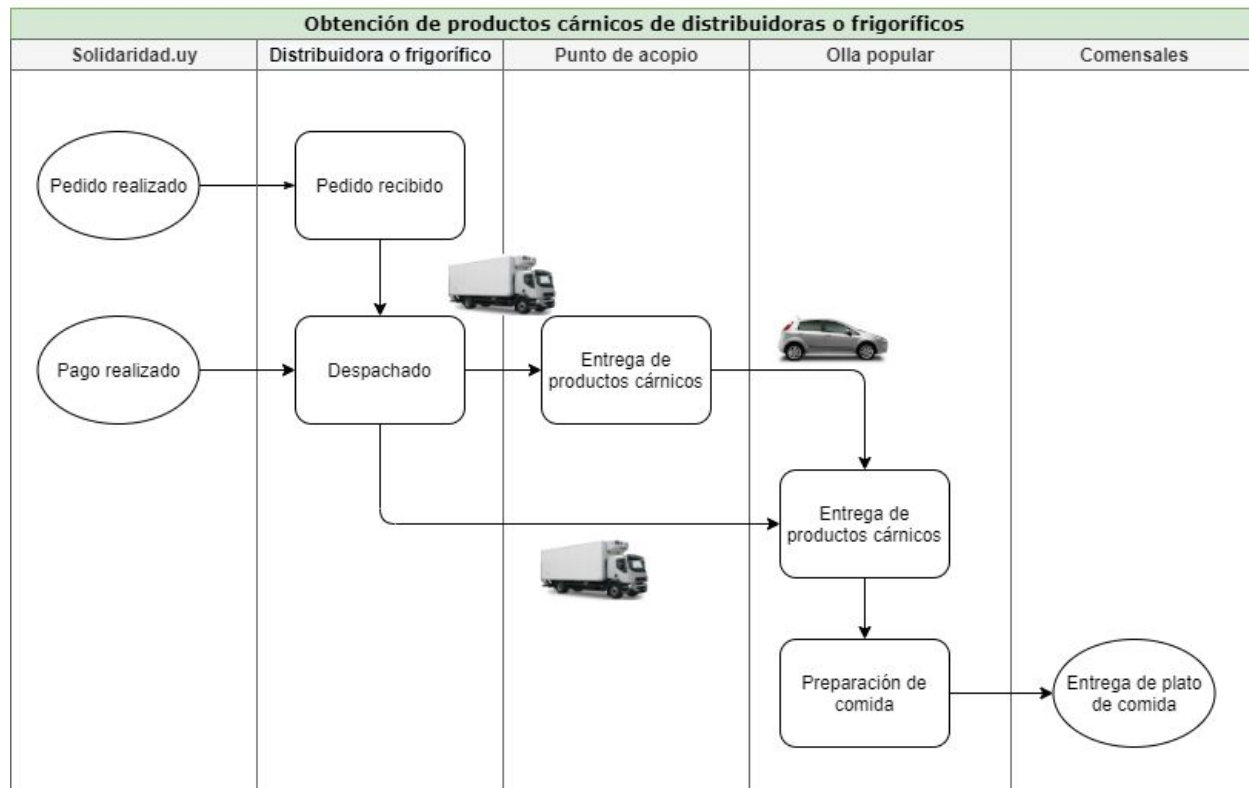 Obtención de productos cárnicos de distribuidoras o frigoríficos
Solidaridad.uy
Distribuidora o frigorífico
Punto de acopio
Olla popular
Comensales
Pedido realizado
Pedido recibido
Pago realizado
Despachado
Entrega de
productos cárnicos
Entrega de
productos cárnicos
Preparación de
comida
Entrega de plato
de comida